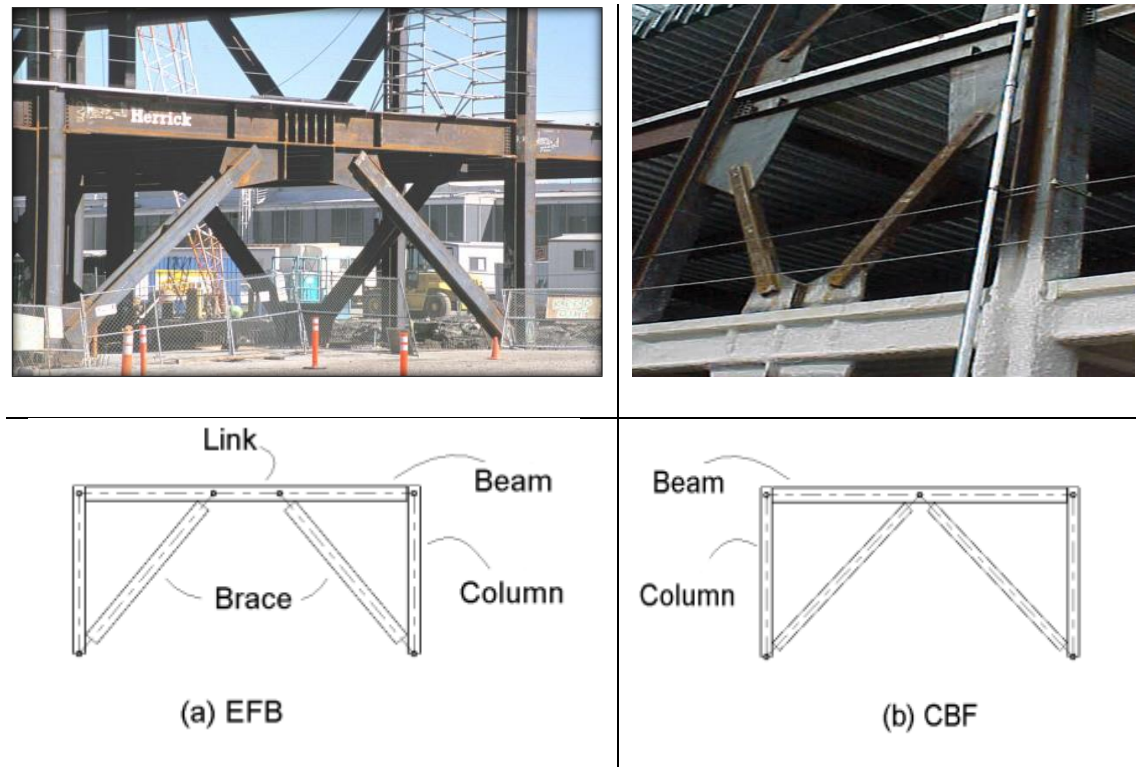 Herrick
Link
Beam
Brace
Column
(a) EFB
Beam
Column
(b) CBF